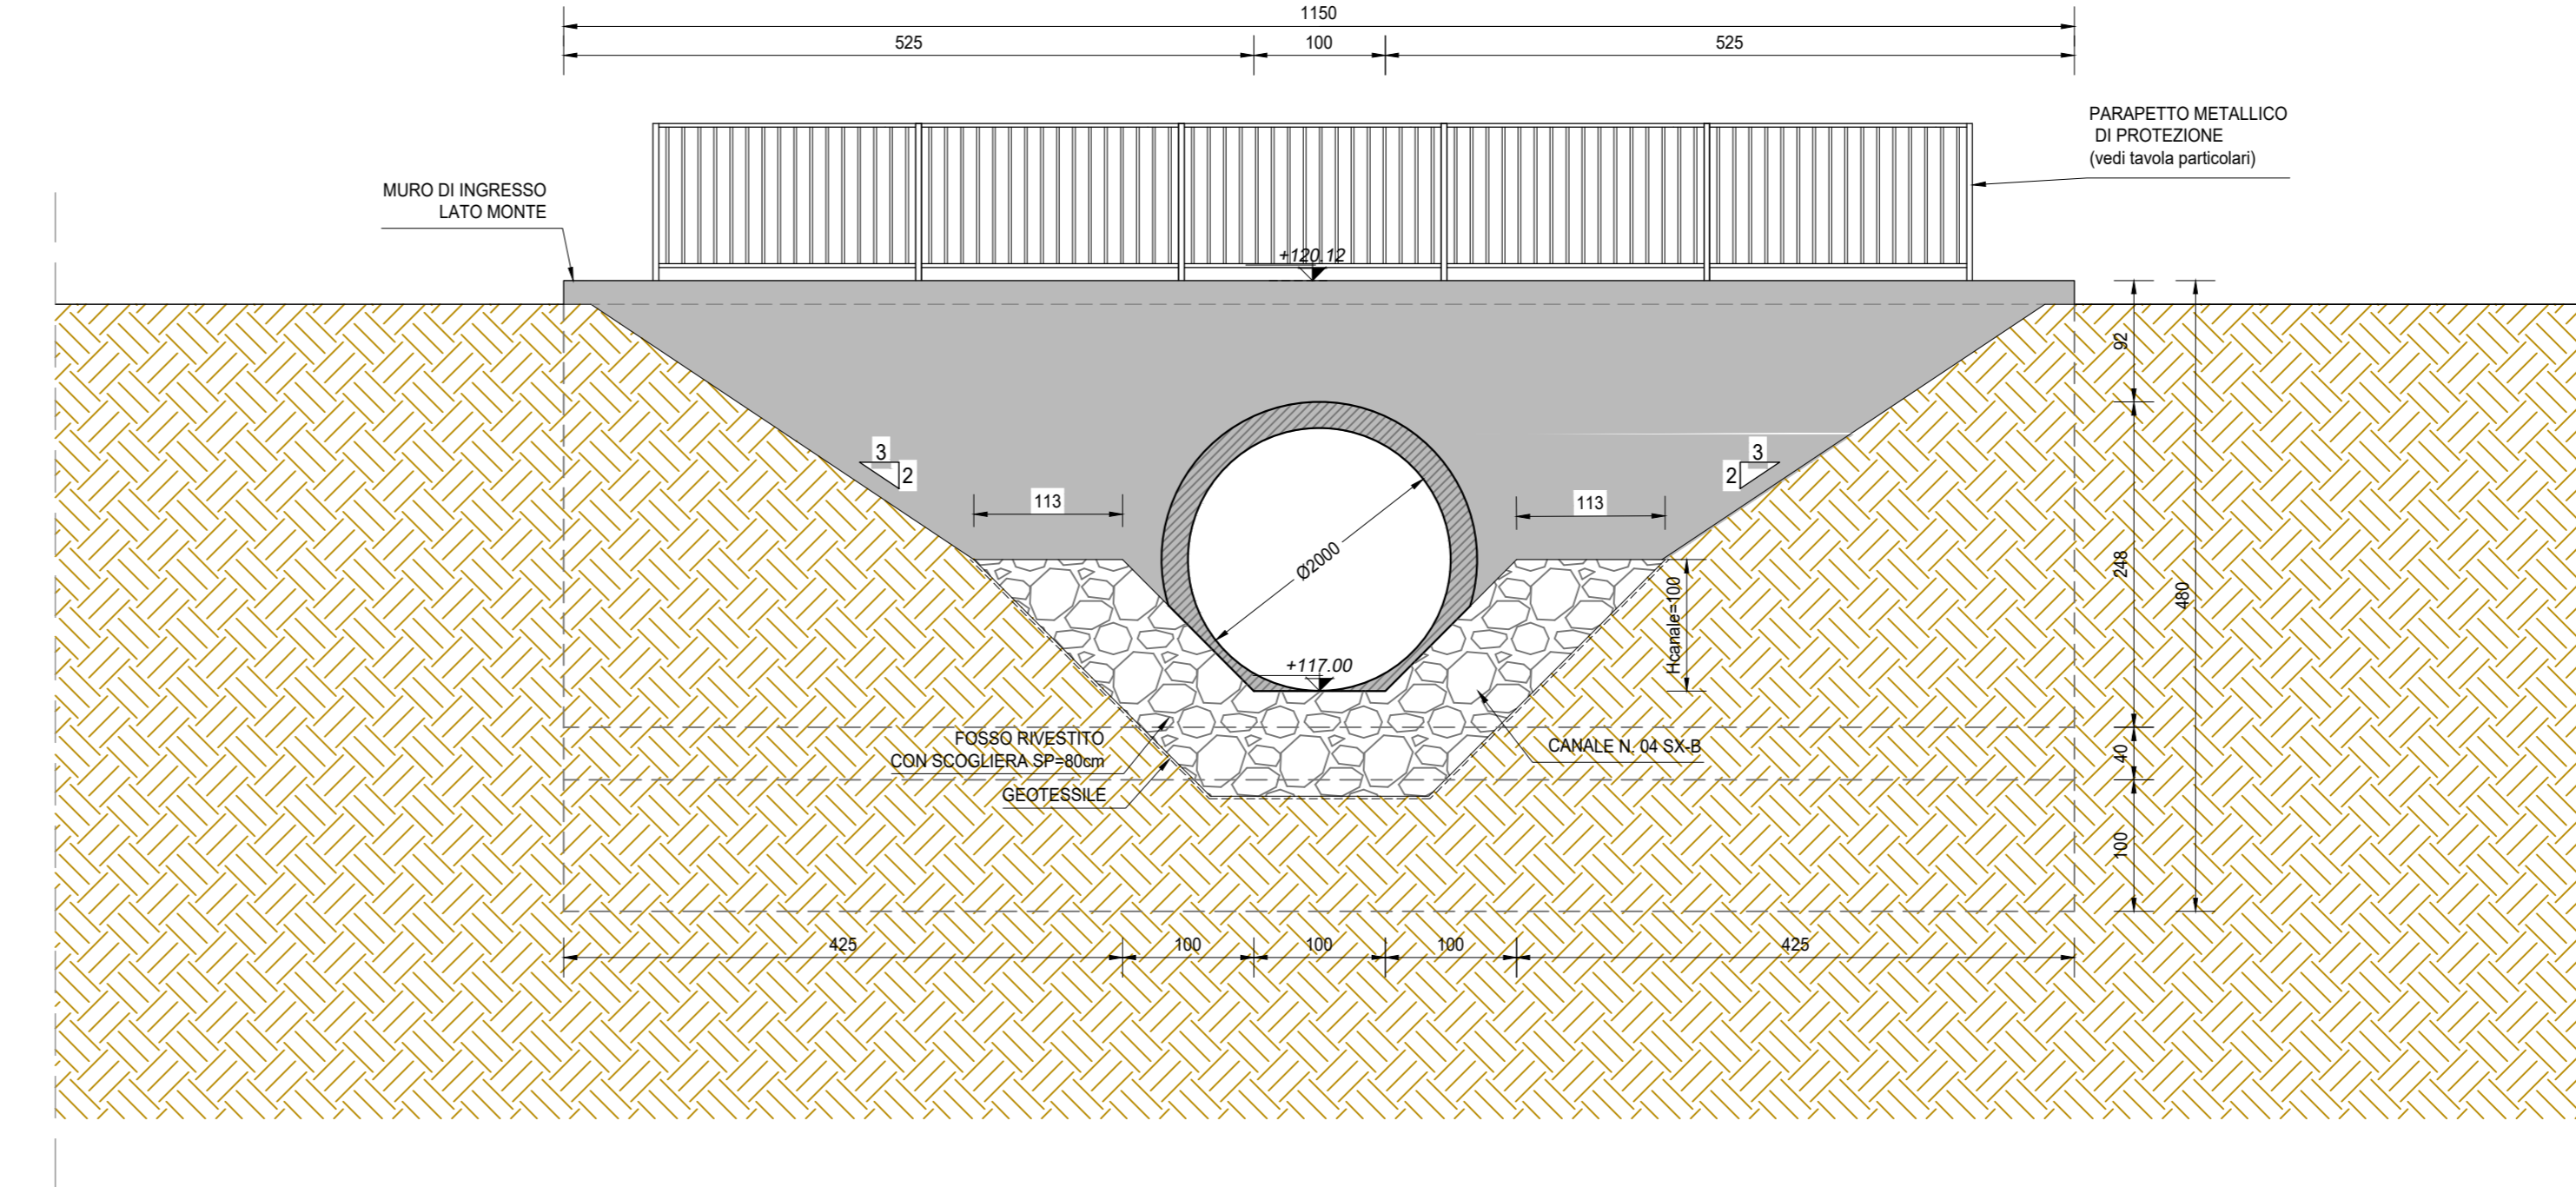 1150
525
100
525
PARAPETTO METALLICO
DI PROTEZIONE
(vedi tavola particolari)
MURO DI INGRESSO
LATO MONTE
+120.12
92
3
2
3
2
113
113
Ø2000
248
480
Hcanale=100
+117.00
FOSSO RIVESTITO
CON SCOGLIERA SP=80cm
GEOTESSILE
CANALE N. 04 SX-B
40
100
425
100
100
100
425